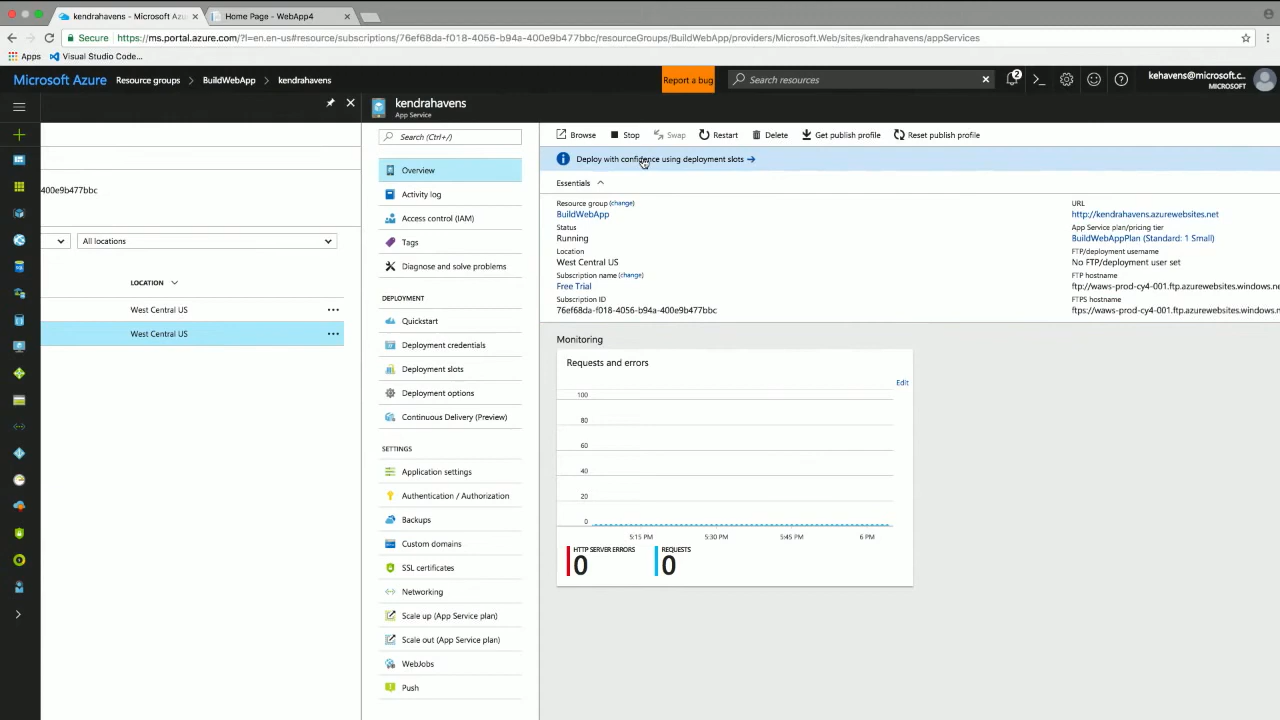 kendrahavens - Microsoft Azu
Home Page - WebApp4
Secure
https://ms.portal.azure.com/?l=en.en-us#resource/subscriptions/76ef68da-f018-4056-b94a-400e9b477bbc/resourceGroups/BuildWebApp/providers/Microsoft.Web/sites/kendrahavens/appServices
Apps
Visual Studio Code...
Microsoft Azure
Resource groups
BuildWebApp
kendrahavens
Report a bug
Search resources
2
kehavens@microsoft.c...
MICROSOFT
kendrahavens
App Service
400e9b477bbc
All locations
LOCATION
West Central US
West Central US
Search (Ctrl+/)
Overview
Activity log
Access control (IAM)
Tags
Diagnose and solve problems
DEPLOYMENT
Quickstart
Deployment credentials
Deployment slots
Deployment options
Continuous Delivery (Preview)
SETTINGS
Application settings
Authentication / Authorization
Backups
Custom domains
SSL certificates
Networking
Scale up (App Service plan)
Scale out (App Service plan)
WebJobs
Push
Browse
Stop
Swap
Restart
Delete
Get publish profile
Reset publish profile
Deploy with confidence using deployment slots
Essentials
Resource group (change)
BuildWebApp
Status
Running
Location
West Central US
Subscription name (change)
Free Trial
Subscription ID
76ef68da-f018-4056-b94a-400e9b477bbc
URL
http://kendrahavens.azurewebsites.net
App Service plan/pricing tier
BuildWebAppPlan (Standard: 1 Small)
FTP/deployment username
No FTP/deployment user set
FTP hostname
ftp://waws-prod-cy4-001.ftp.azurewebsites.windows.ne
FTPS hostname
ftps://waws-prod-cy4-001.ftp.azurewebsites.windows.n
Monitoring
Requests and errors
Edit
100
80
60
40
20
0
5:15 PM
5:30 PM
5:45 PM
6 PM
HTTP SERVER ERRORS
0
REQUESTS
0